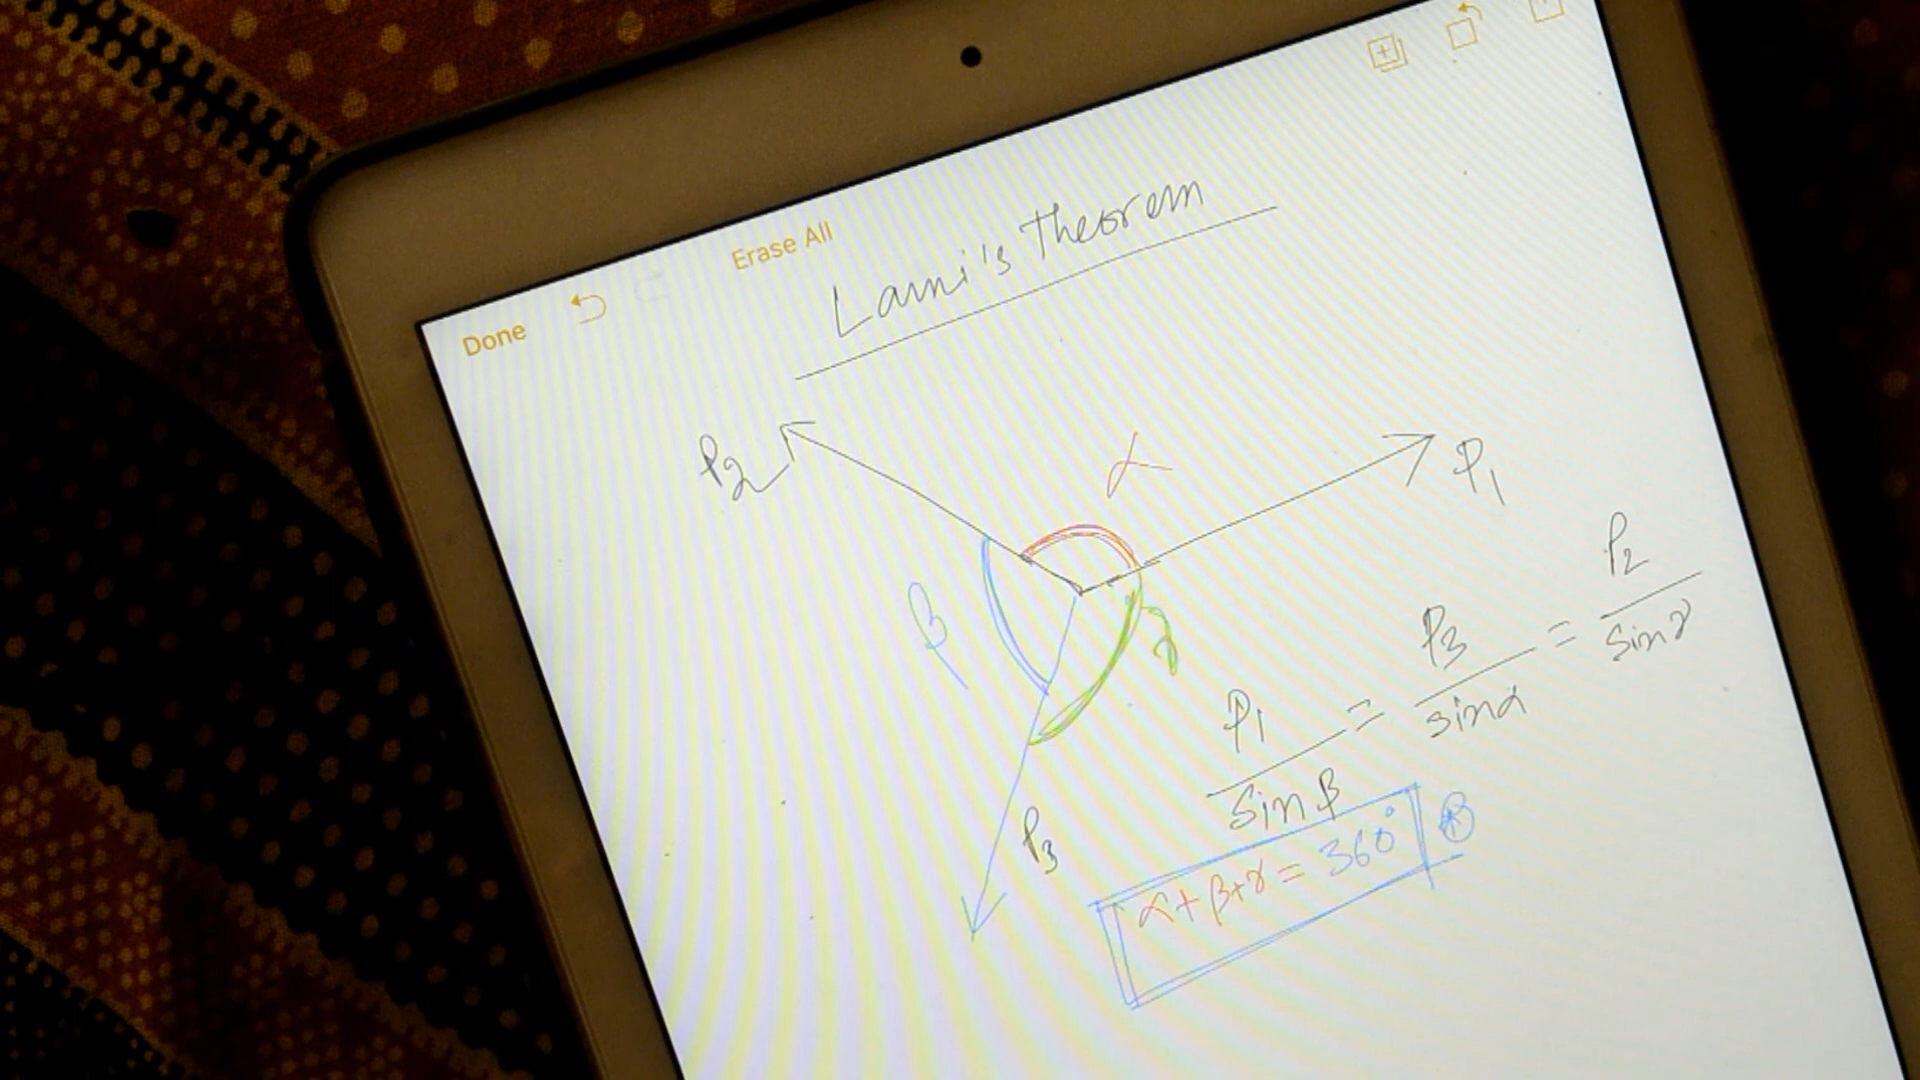 Done Erase All
Lami's Theorem
P2 α P1
β γ
P3
P1/sinβ = P3/sinα = P2/sinγ
α+β+γ = 360°